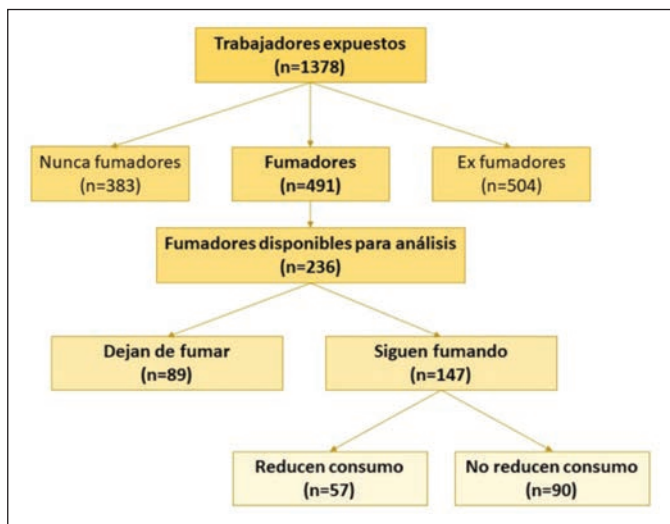 Trabajadores expuestos
(n=1378)
Nunca fumadores
(n=383)
Fumadores
(n=491)
Ex fumadores
(n=504)
Fumadores disponibles para análisis
(n=236)
Dejan de fumar
(n=89)
Siguen fumando
(n=147)
Reducen consumo
(n=57)
No reducen consumo
(n=90)